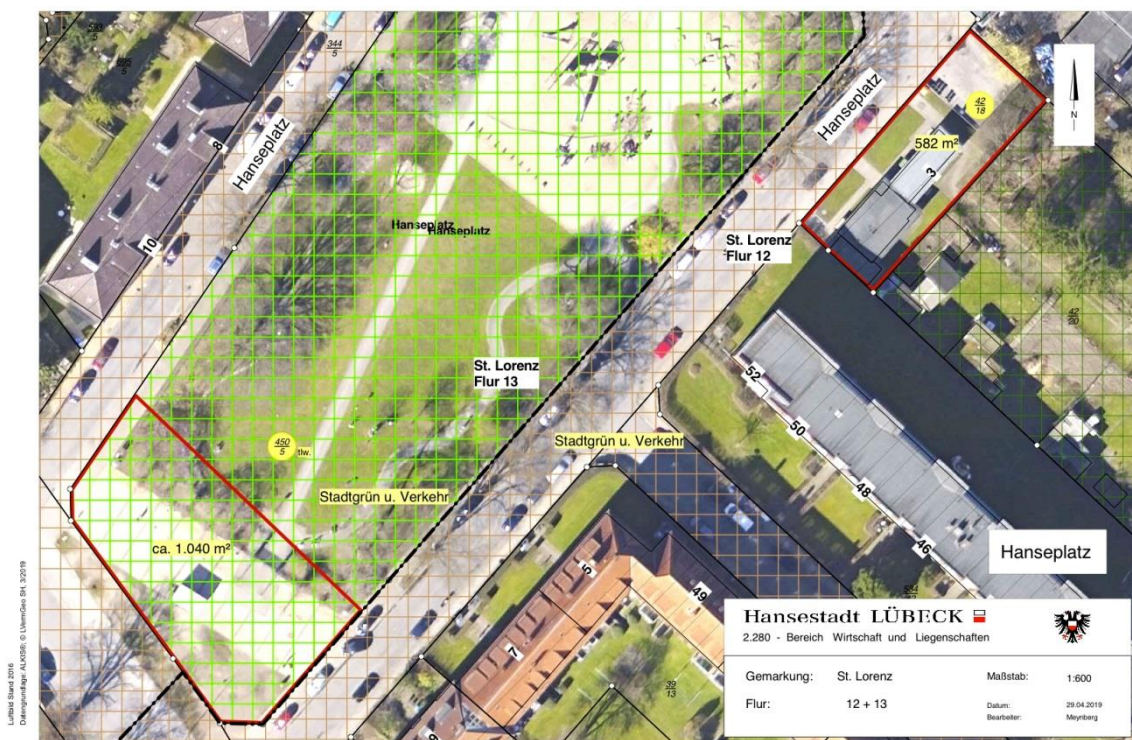 344
5
8
Hanseplatz
10
Hanseplatz
Hanseplatz
Hanseplatz
42
18
582 m²
3
N
St. Lorenz
Flur 12
42
20
St. Lorenz
Flur 13
52
50
48
46
450
5
tlw.
Stadtgrün u. Verkehr
Stadtgrün u. Verkehr
ca. 1.040 m²
5
7
49
9
39
13
Hanseplatz
Hansestadt LÜBECK
2.280 - Bereich Wirtschaft und Liegenschaften
Gemarkung: St. Lorenz
Maßstab: 1:600
Flur: 12 + 13
Datum: 29.04.2019
Bearbeiter: Meynberg
Luftbild Stand 2016
Datengrundlage: ALKIS®; © LVermGeo SH, 3/2019